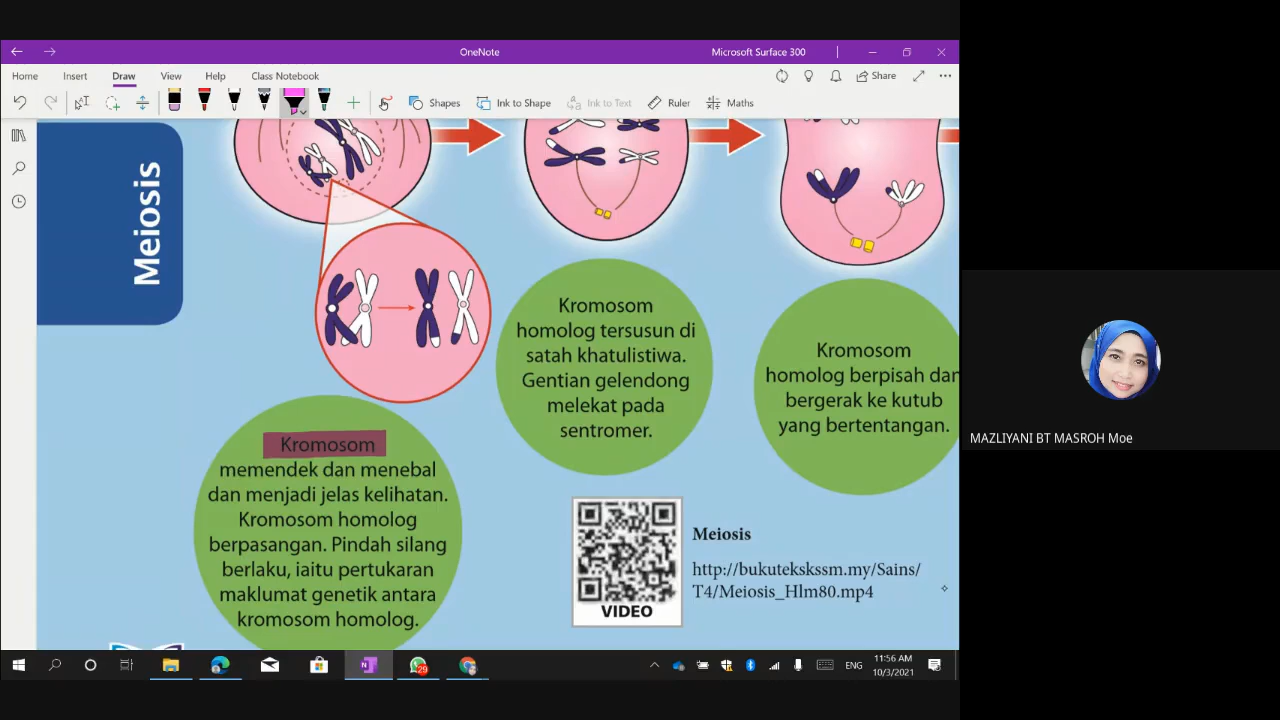 OneNote
Microsoft Surface 300
Home Insert Draw View Help Class Notebook
Share
Shapes Ink to Shape Ink to Text Ruler Maths
Meiosis
Kromosom
homolog tersusun di
satah khatulistiwa.
Gentian gelendong
melekat pada
sentromer.
Kromosom
homolog berpisah dan
bergerak ke kutub
yang bertentangan.
Kromosom
memendek dan menebal
dan menjadi jelas kelihatan.
Kromosom homolog
berpasangan. Pindah silang
berlaku, iaitu pertukaran
maklumat genetik antara
kromosom homolog.
VIDEO
Meiosis
http://bukutekskssm.my/Sains/
T4/Meiosis_Hlm80.mp4
MAZLIYANI BT MASROH Moe
29
ENG
11:56 AM
10/3/2021